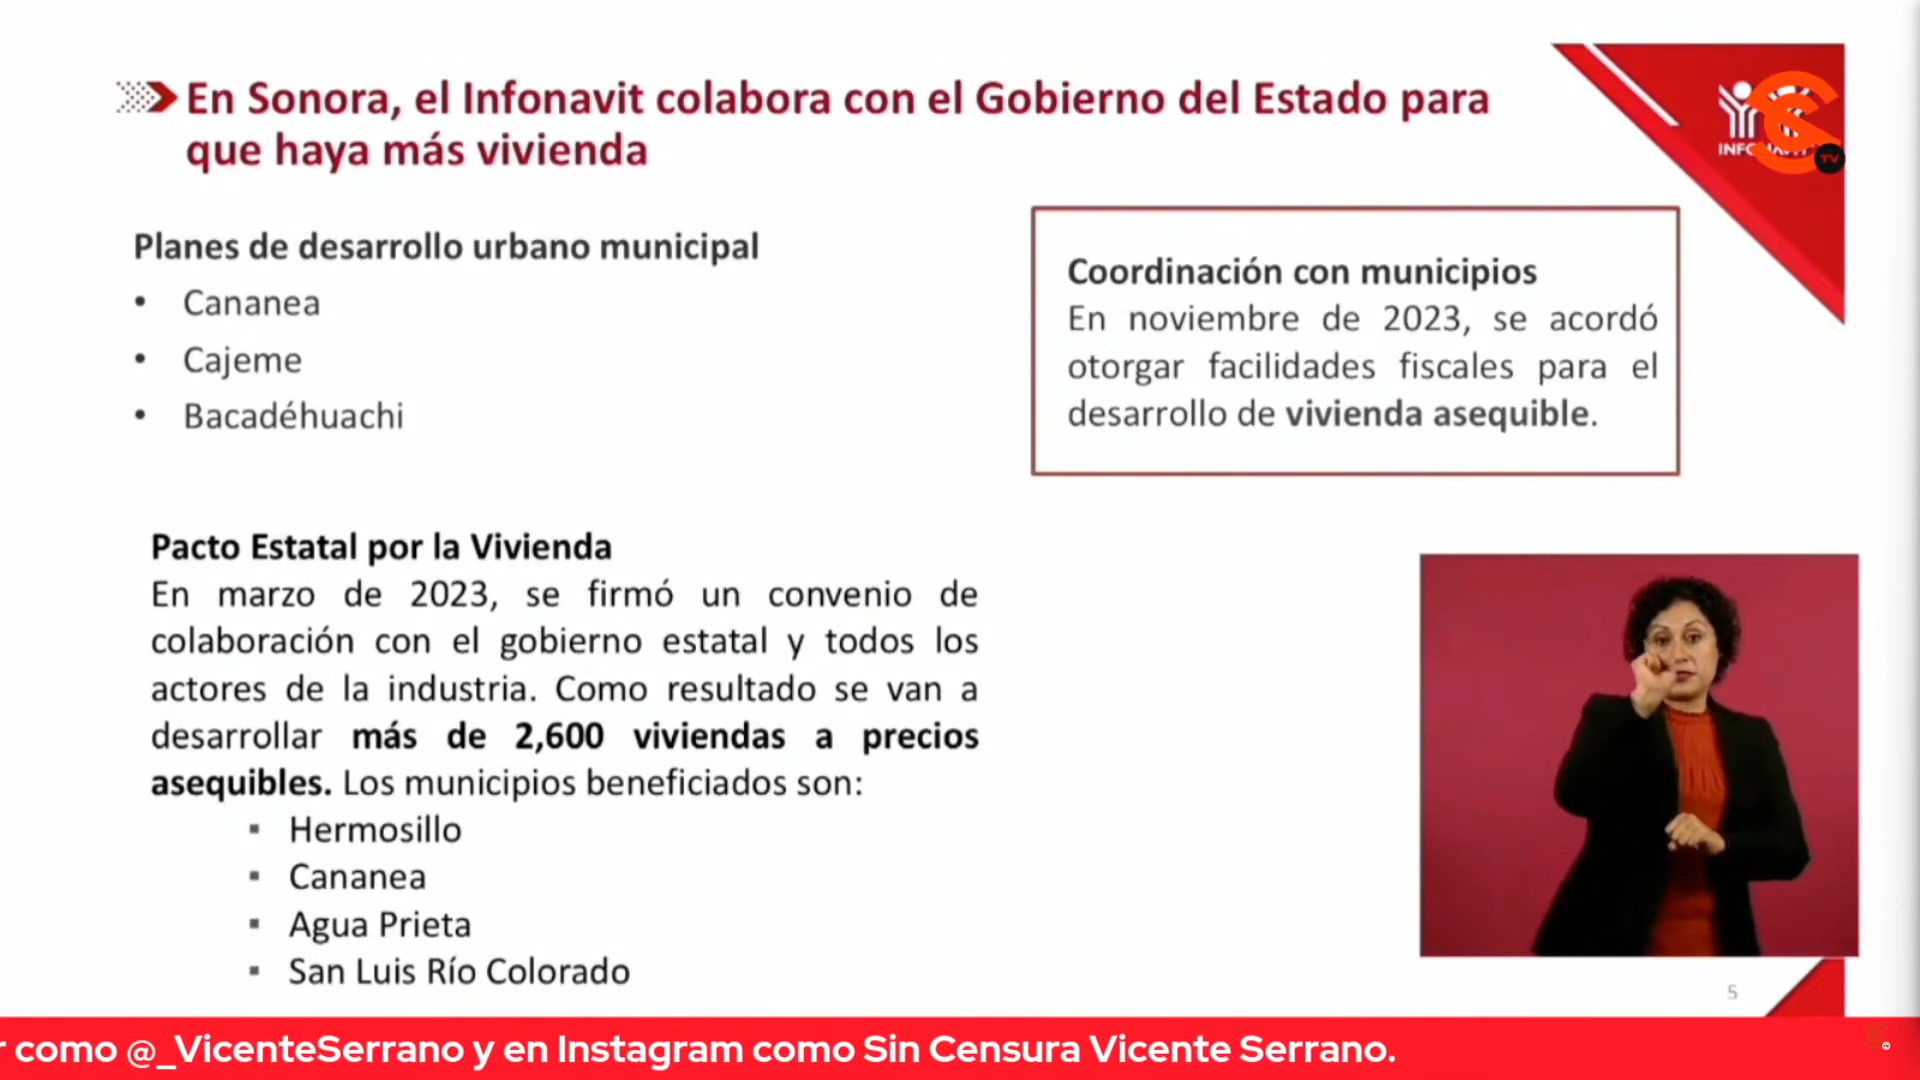 En Sonora, el Infonavit colabora con el Gobierno del Estado para
que haya más vivienda
Planes de desarrollo urbano municipal
• Cananea
• Cajeme
• Bacadéhuachi
Coordinación con municipios
En noviembre de 2023, se acordó
otorgar facilidades fiscales para el
desarrollo de vivienda asequible.
Pacto Estatal por la Vivienda
En marzo de 2023, se firmó un convenio de
colaboración con el gobierno estatal y todos los
actores de la industria. Como resultado se van a
desarrollar más de 2,600 viviendas a precios
asequibles. Los municipios beneficiados son:
▪ Hermosillo
▪ Cananea
▪ Agua Prieta
▪ San Luis Río Colorado
TV
5
como @_VicenteSerrano y en Instagram como Sin Censura Vicente Serrano.